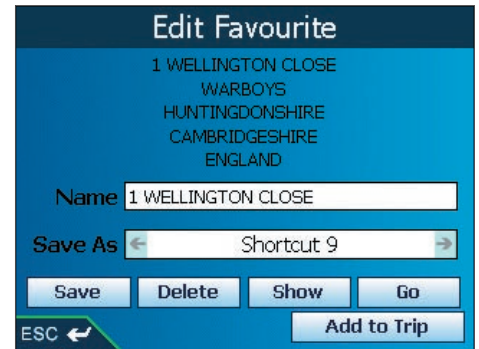 Edit Favourite
1 WELLINGTON CLOSE
WARBOYS
HUNTINGDONSHIRE
CAMBRIDGESHIRE
ENGLAND
Name 1 WELLINGTON CLOSE
Save As Shortcut 9
Save Delete Show Go
ESC Add to Trip